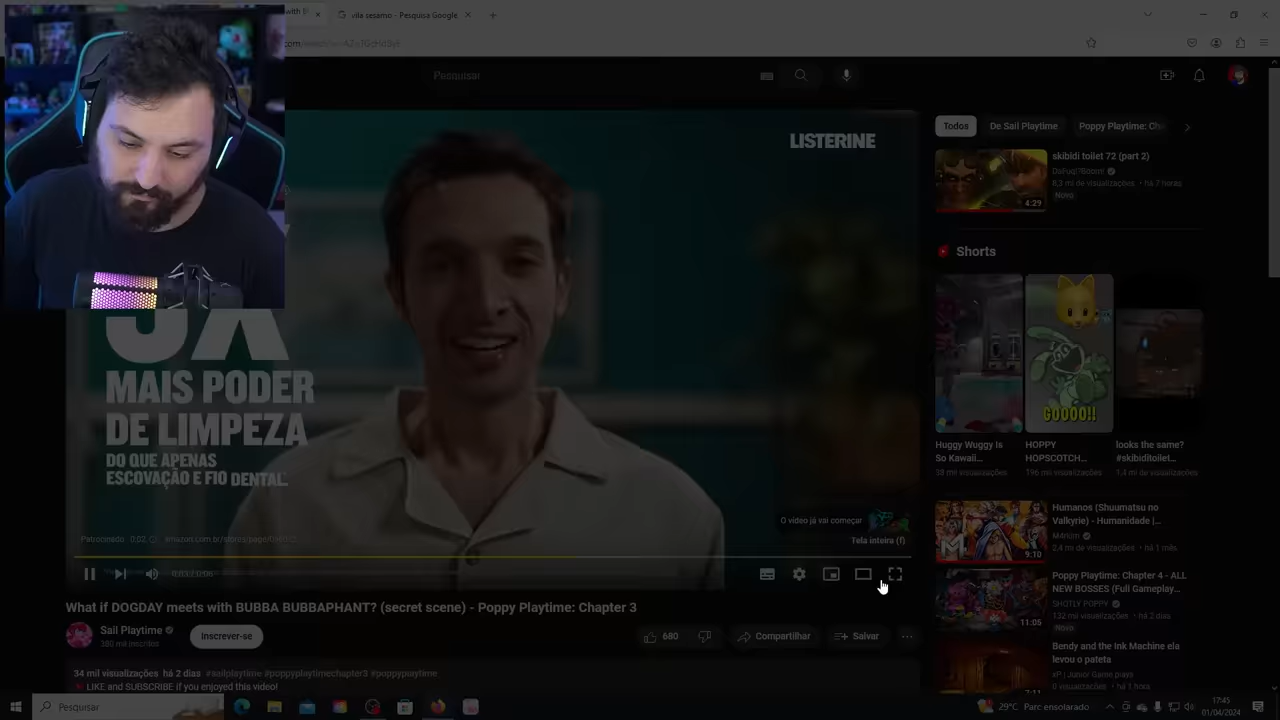 vila sesamo - Pesquisa Google
Pesquisar
LISTERINE
MAIS PODER
DE LIMPEZA
DO QUE APENAS
ESCOVAÇÃO E FIO DENTAL.
O vídeo já vai começar
Tela inteira (f)
Patrocinado
What if DOGDAY meets with BUBBA BUBBAPHANT? (secret scene) - Poppy Playtime: Chapter 3
Sail Playtime
380 mil inscritos
Inscrever-se
680
Compartilhar
Salvar
34 mil visualizações há 2 dias #sailplaytime #poppyplaytimechapter3 #poppyplaytime
LIKE and SUBSCRIBE if you enjoyed this video!
Todos
De Sail Playtime
Poppy Playtime: Ch
skibidi toilet 72 (part 2)
DaFuq!?Boom!
8,3 mi de visualizações • há 7 horas
Novo
4:29
Shorts
GOOOO!!
Huggy Wuggy Is
So Kawaii...
38 mil visualizações
HOPPY
HOPSCOTCH...
196 mil visualizações
looks the same?
#skibiditoilet...
1,4 mi de visualizações
Humanos (Shuumatsu no
Valkyrie) - Humanidade |...
M4rkim
2,4 mi de visualizações • há 1 mês
9:10
Poppy Playtime: Chapter 4 - ALL
NEW BOSSES (Full Gameplay...
SHOTLY POPPY
132 mil visualizações • há 2 dias
Novo
11:05
Bendy and the Ink Machine ela
levou o pateta
xP | Junior Game plays
0 visualizações • há 1 hora
7:11
Pesquisar
29°C Parc ensolarado
17:45
01/04/2024